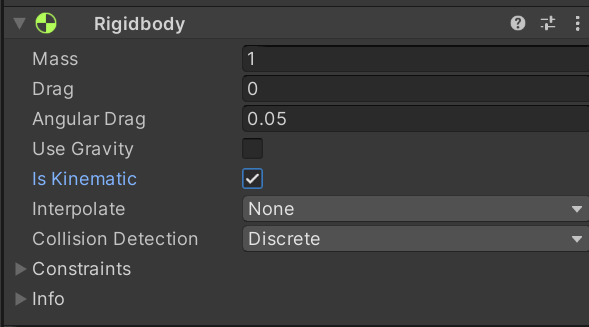 Rigidbody
Mass 1
Drag 0
Angular Drag 0.05
Use Gravity
Is Kinematic
Interpolate None
Collision Detection Discrete
Constraints
Info